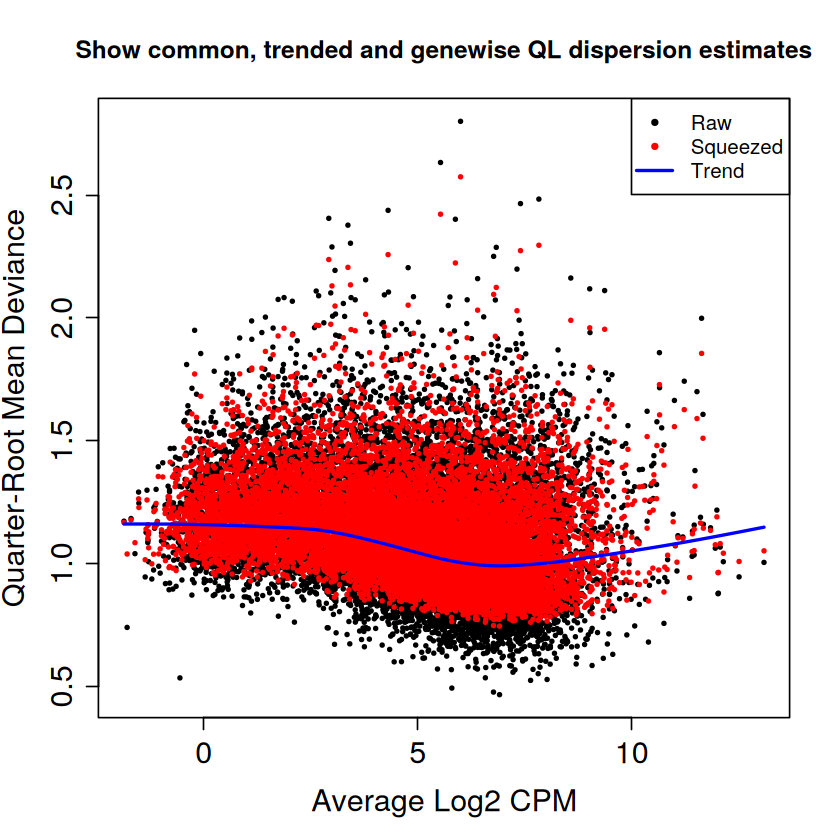 Show common, trended and genewise QL dispersion estimates
Raw
Squeezed
Trend
Quarter-Root Mean Deviance
2.5
2.0
1.5
1.0
0.5
0
5
10
Average Log2 CPM